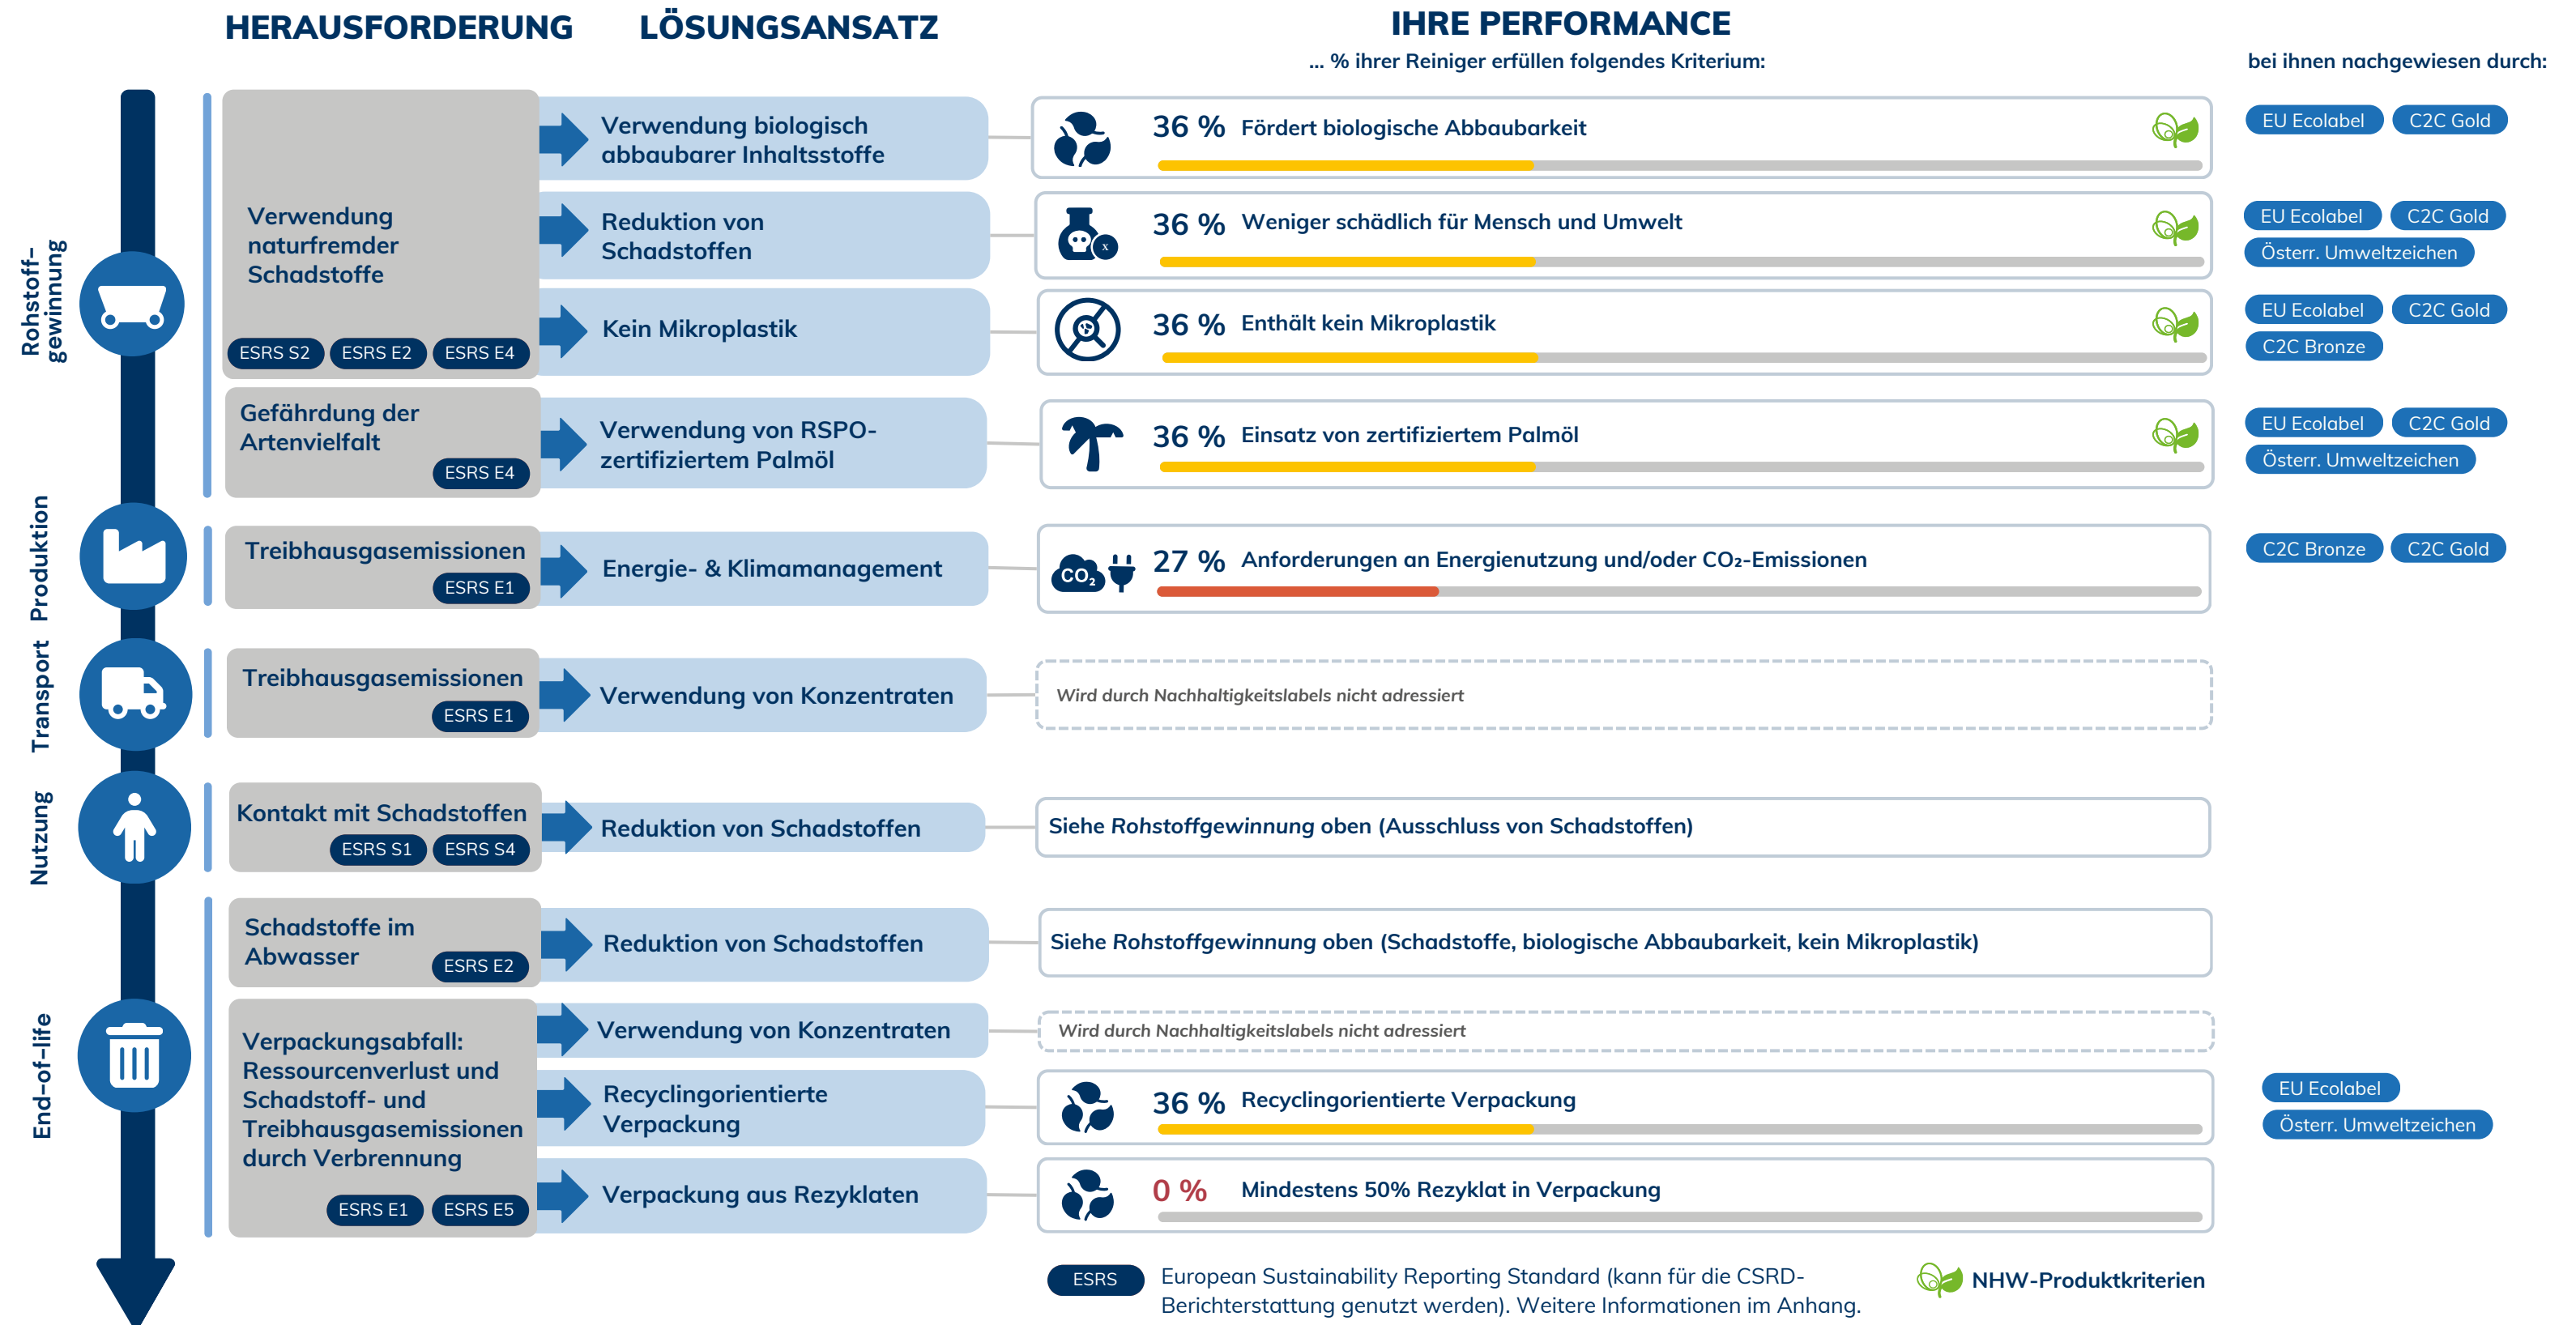 HERAUSFORDERUNG
LÖSUNGSANSATZ
IHRE PERFORMANCE
... % ihrer Reiniger erfüllen folgendes Kriterium:
bei ihnen nachgewiesen durch:
Rohstoff-
gewinnung
Verwendung
naturfremder
Schadstoffe
ESRS S2
ESRS E2
ESRS E4
Verwendung biologisch
abbaubarer Inhaltsstoffe
36 %
Fördert biologische Abbaubarkeit
EU Ecolabel
C2C Gold
Reduktion von
Schadstoffen
x
36 %
Weniger schädlich für Mensch und Umwelt
EU Ecolabel
C2C Gold
Österr. Umweltzeichen
Kein Mikroplastik
36 %
Enthält kein Mikroplastik
EU Ecolabel
C2C Gold
C2C Bronze
Gefährdung der
Artenvielfalt
ESRS E4
Verwendung von RSPO-
zertifiziertem Palmöl
36 %
Einsatz von zertifiziertem Palmöl
EU Ecolabel
C2C Gold
Österr. Umweltzeichen
Produktion
Treibhausgasemissionen
ESRS E1
Energie- & Klimamanagement
CO₂
27 %
Anforderungen an Energienutzung und/oder CO₂-Emissionen
C2C Bronze
C2C Gold
Transport
Treibhausgasemissionen
ESRS E1
Verwendung von Konzentraten
Wird durch Nachhaltigkeitslabels nicht adressiert
Nutzung
Kontakt mit Schadstoffen
ESRS S1
ESRS S4
Reduktion von Schadstoffen
Siehe Rohstoffgewinnung oben (Ausschluss von Schadstoffen)
End-of-life
Schadstoffe im
Abwasser
ESRS E2
Reduktion von Schadstoffen
Siehe Rohstoffgewinnung oben (Schadstoffe, biologische Abbaubarkeit, kein Mikroplastik)
Verpackungsabfall:
Ressourcenverlust und
Schadstoff- und
Treibhausgasemissionen
durch Verbrennung
ESRS E1
ESRS E5
Verwendung von Konzentraten
Wird durch Nachhaltigkeitslabels nicht adressiert
Recyclingorientierte
Verpackung
36 %
Recyclingorientierte Verpackung
EU Ecolabel
Österr. Umweltzeichen
Verpackung aus Rezyklaten
0 %
Mindestens 50% Rezyklat in Verpackung
ESRS
European Sustainability Reporting Standard (kann für die CSRD-
Berichterstattung genutzt werden). Weitere Informationen im Anhang.
NHW-Produktkriterien